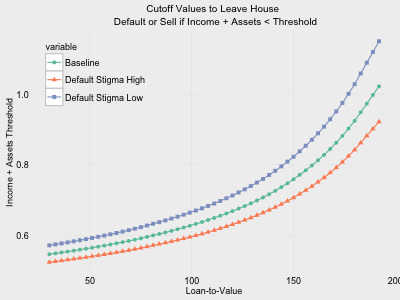 Cutoff Values to Leave House
Default or Sell if Income + Assets < Threshold
variable
Baseline
Default Stigma High
Default Stigma Low
Income + Assets Threshold
1.0
0.8
0.6
50
100
150
200
Loan-to-Value